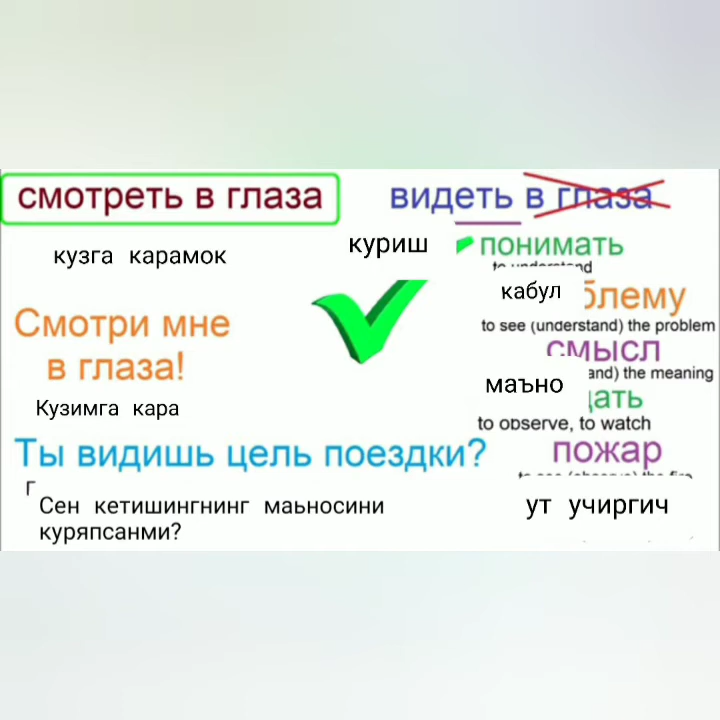 смотреть в глаза
видеть в глаза
кузга карамок
куриш
понимать
кабул
блему
to see (understand) the problem
Смотри мне
в глаза!
смысл
and) the meaning
маъно
Кузимга кара
дать
to observe, to watch
Ты видишь цель поездки?
пожар
Сен кетишингнинг маьносини
куряпсанми?
ут учиргич